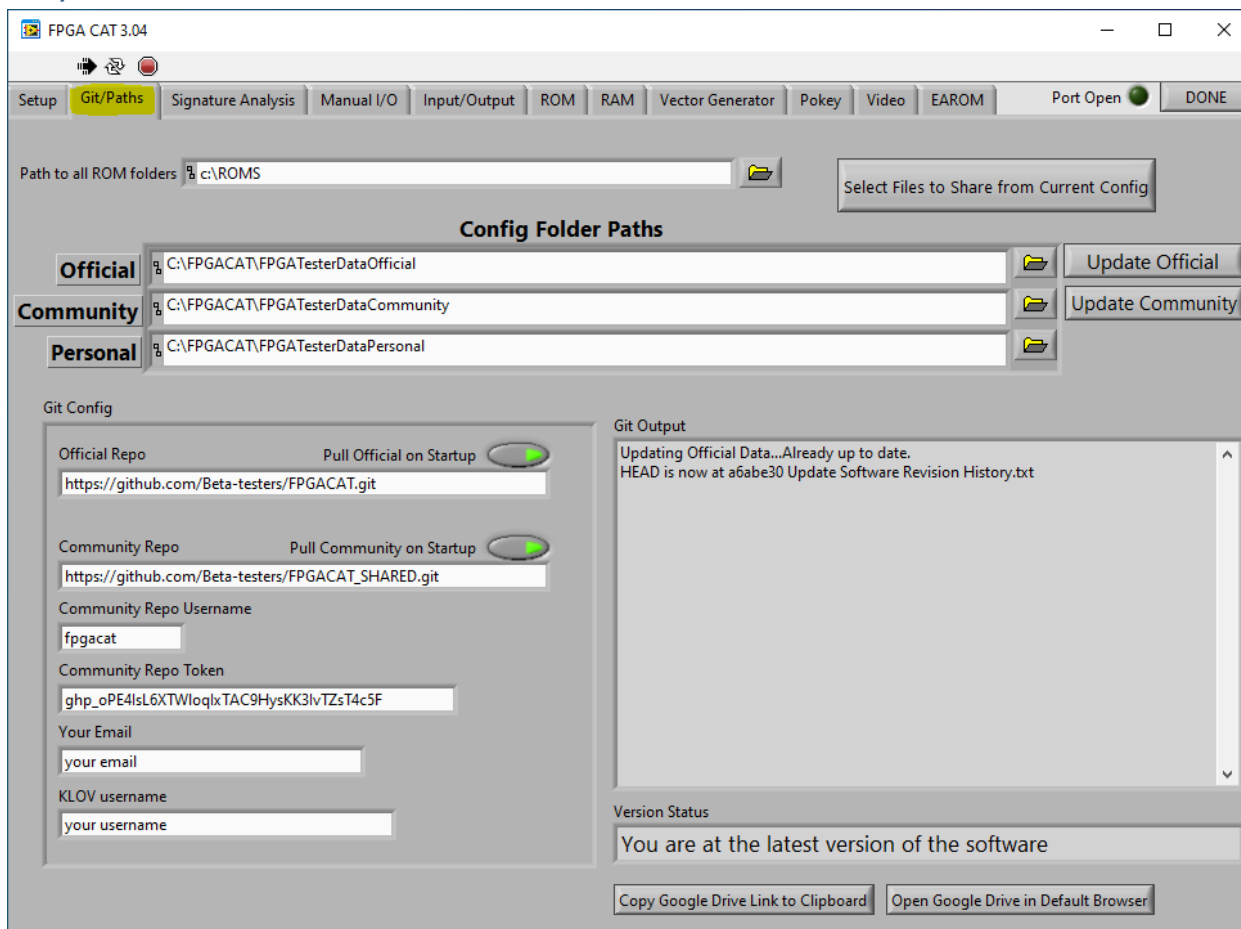 FPGA CAT 3.04
Setup Git/Paths Signature Analysis Manual I/O Input/Output ROM RAM Vector Generator Pokey Video EAROM Port Open DONE
Path to all ROM folders c:\ROMS
Select Files to Share from Current Config
Config Folder Paths
Official C:\FPGACAT\FPGATesterDataOfficial Update Official
Community C:\FPGACAT\FPGATesterDataCommunity Update Community
Personal C:\FPGACAT\FPGATesterDataPersonal
Git Config
Official Repo Pull Official on Startup
https://github.com/Beta-testers/FPGACAT.git
Community Repo Pull Community on Startup
https://github.com/Beta-testers/FPGACAT_SHARED.git
Community Repo Username
fpgacat
Community Repo Token
Your Email
your email
KLOV username
your username
Git Output
Updating Official Data...Already up to date.
HEAD is now at a6abe30 Update Software Revision History.txt
Version Status
You are at the latest version of the software
Copy Google Drive Link to Clipboard Open Google Drive in Default Browser